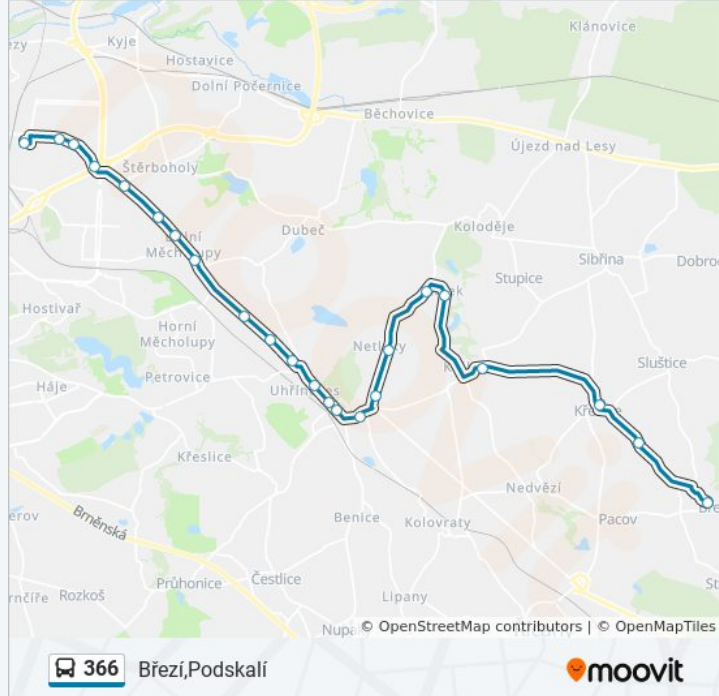 Kyje
Klánovice
Hostavice
Dolní Počernice
Běchovice
Újezd nad Lesy
Štěrboholy
Dubeč
Koloděje
Měcholupy
Sibřina
Stupice
Hostivař
Horní
Měcholupy
Petrovice
Háje
Sluštice
Křeslice
Nedvězí
Pacov
Brněnská
Benice
Kolovraty
Průhonice
Čestlice
Rozkoš
Lipany
© OpenStreetMap contributors | © OpenMapTiles
366 Březí,Podskalí
moovit